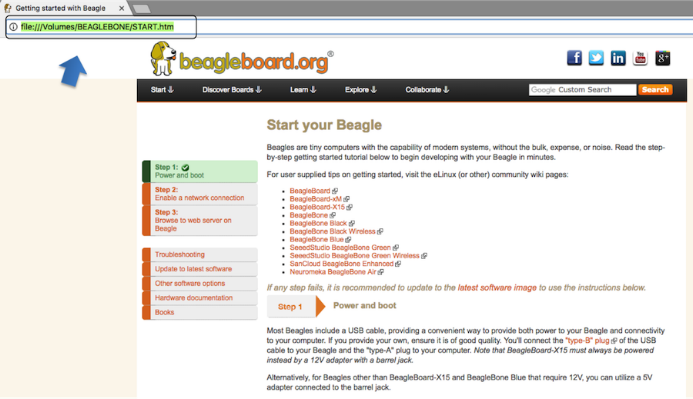 Getting started with Beagle
file:///Volumes/BEAGLEBONE/START.htm
beagleboard.org®
Start Discover Boards Learn Explore Collaborate Google Custom Search Search
Start your Beagle
Beagles are tiny computers with the capability of modern systems, without the bulk, expense, or noise. Read the step-
by-step getting started tutorial below to begin developing with your Beagle in minutes.
For user supplied tips on getting started, visit the eLinux (or other) community wiki pages:
Step 1:
Power and boot
Step 2:
Enable a network connection
Step 3:
Browse to web server on
Beagle
Troubleshooting
Update to latest software
Other software options
Hardware documentation
Books
BeagleBoard
BeagleBoard-xM
BeagleBoard-X15
BeagleBone
BeagleBone Black
BeagleBone Black Wireless
BeagleBone Blue
SeeedStudio BeagleBone Green
SeeedStudio BeagleBone Green Wireless
SanCloud BeagleBone Enhanced
Neuromeka BeagleBone Air
If any step fails, it is recommended to update to the latest software image to use the instructions below.
Step 1 Power and boot
Most Beagles include a USB cable, providing a convenient way to provide both power to your Beagle and connectivity
to your computer. If you provide your own, ensure it is of good quality. You'll connect the "type-B" plug of the USB
cable to your Beagle and the "type-A" plug to your computer. Note that BeagleBoard-X15 must always be powered
instead by a 12V adapter with a barrel jack.
Alternatively, for Beagles other than BeagleBoard-X15 and BeagleBone Blue that require 12V, you can utilize a 5V
adapter connected to the barrel jack.